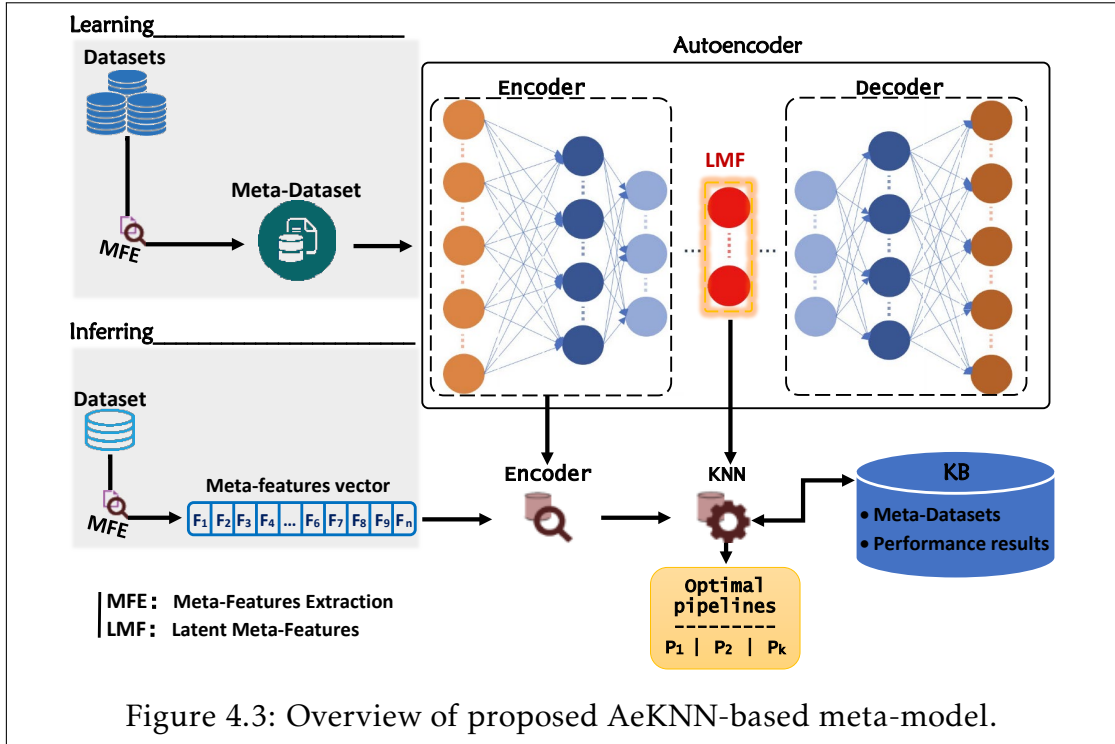 Learning
Datasets
MFE
Meta-Dataset
Autoencoder
Encoder
LMF
Decoder
Inferring
Dataset
MFE
Meta-features vector
F1 F2 F3 F4 ... F6 F7 F8 F9 Fn
Encoder
KNN
KB
• Meta-Datasets
• Performance results
Optimal
pipelines
---------
P1 | P2 | Pk
MFE: Meta-Features Extraction
LMF: Latent Meta-Features
Figure 4.3: Overview of proposed AeKNN-based meta-model.